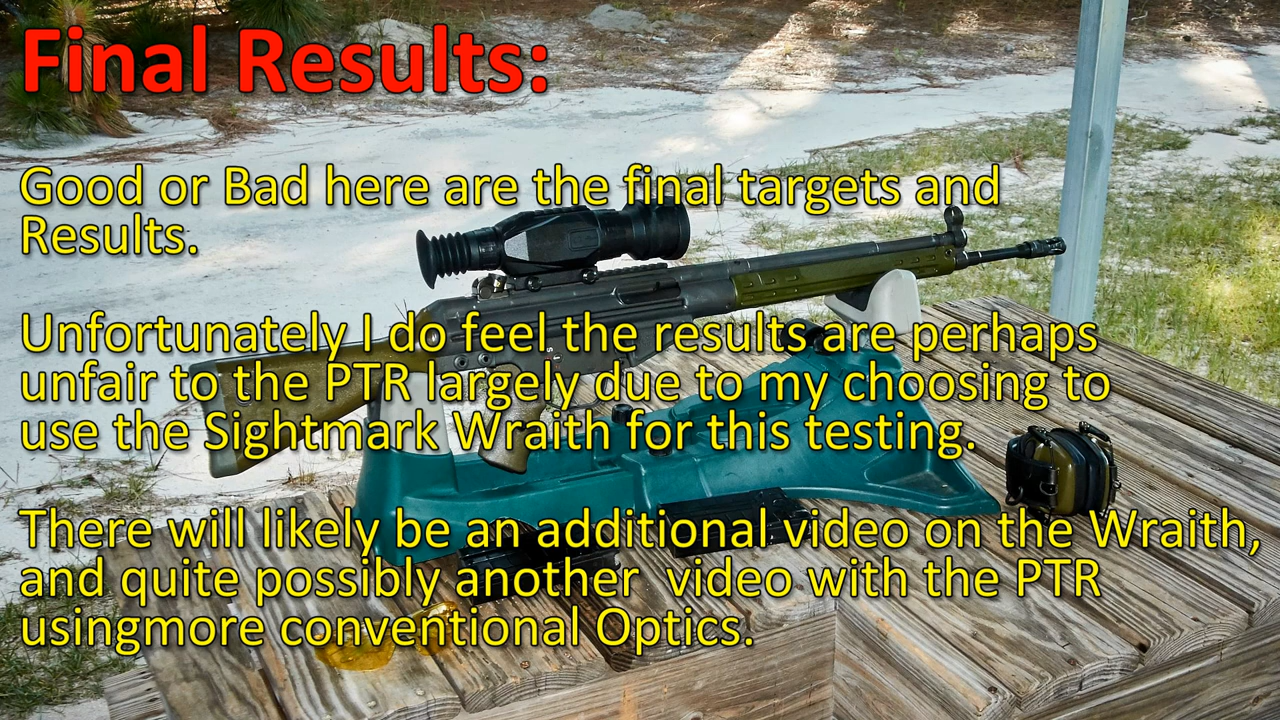 Final Results:
Good or Bad here are the final targets and
Results.
Unfortunately I do feel the results are perhaps
unfair to the PTR largely due to my choosing to
use the Sightmark Wraith for this testing.
There will likely be an additional video on the Wraith,
and quite possibly another  video with the PTR
usingmore conventional Optics.